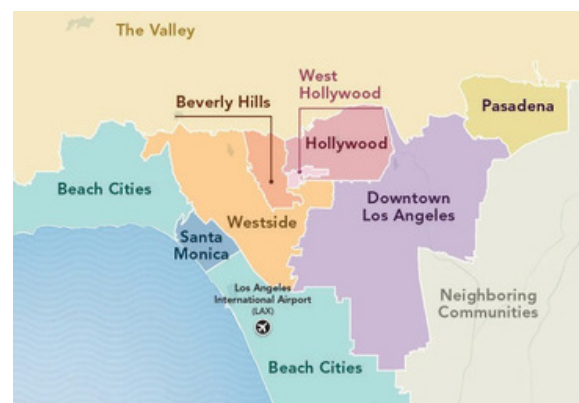 The Valley
West
Hollywood
Beverly Hills
Pasadena
Hollywood
Beach Cities
Downtown
Los Angeles
Westside
Santa
Monica
Los Angeles
International Airport
(LAX)
Neighboring
Communities
Beach Cities